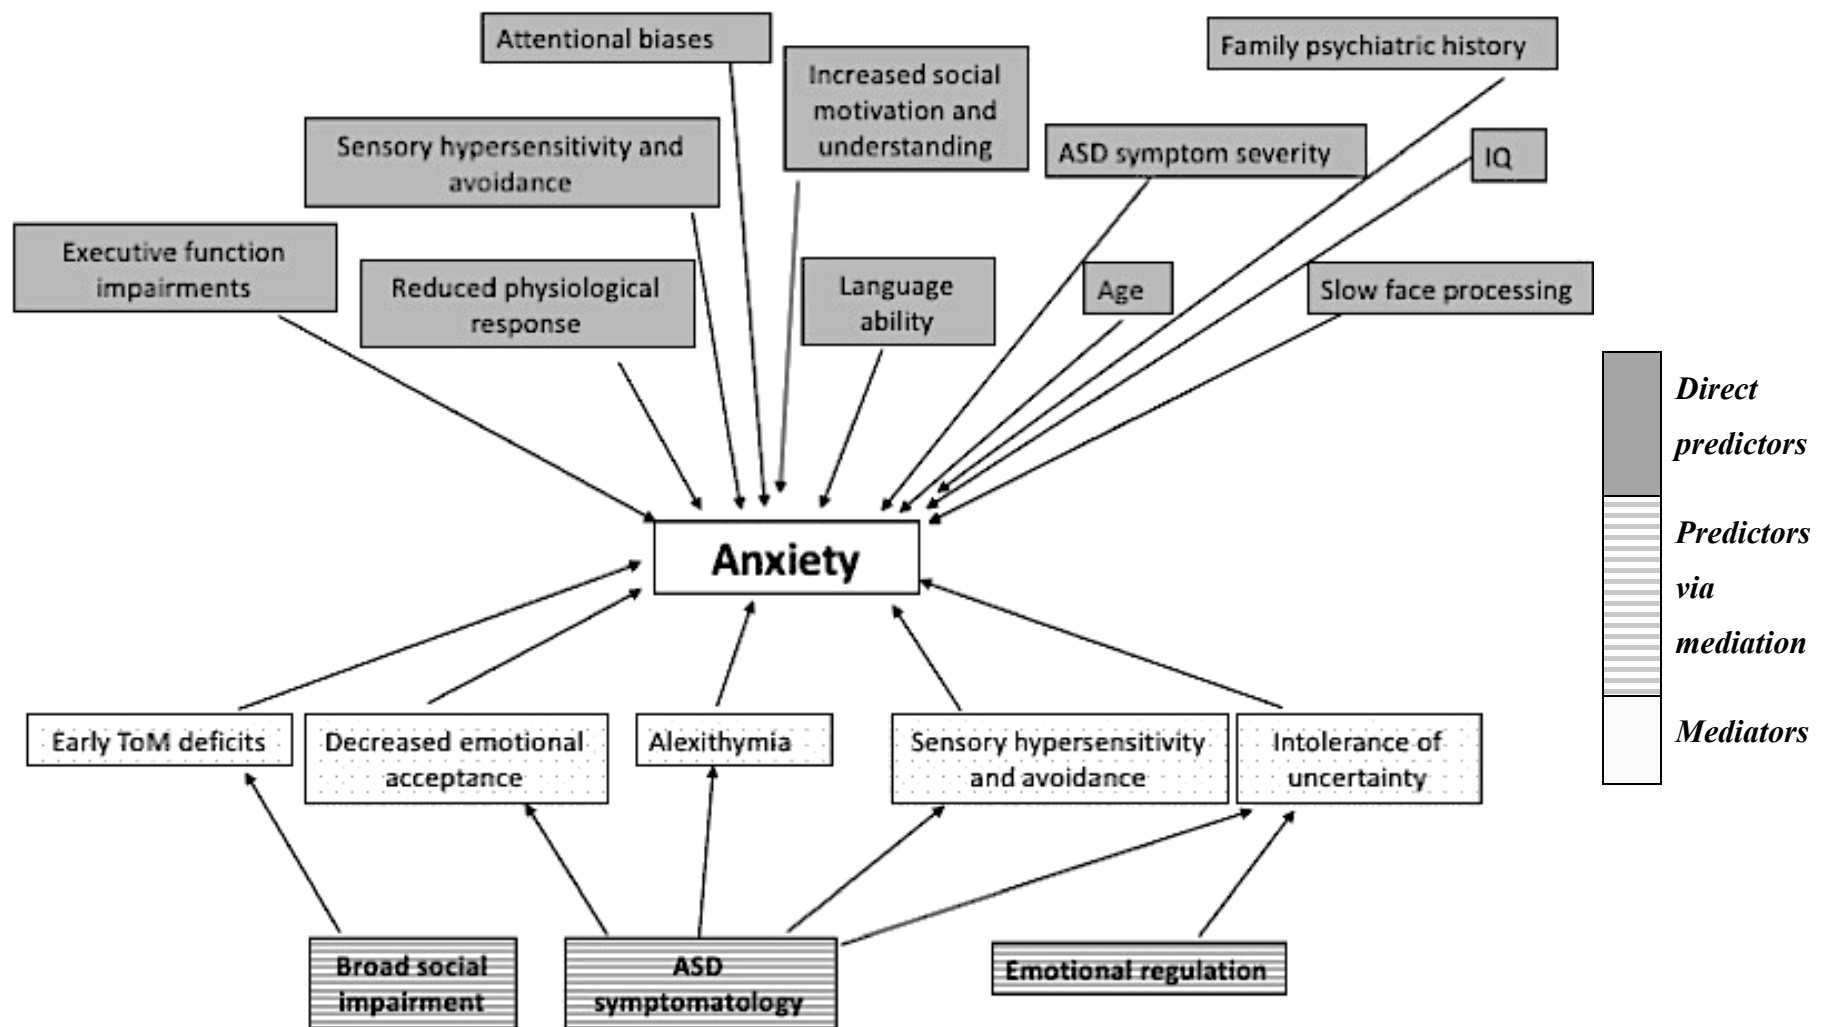 Attentional biases
Family psychiatric history
Increased social
motivation and
understanding
Sensory hypersensitivity and
avoidance
ASD symptom severity
IQ
Executive function
impairments
Reduced physiological
response
Language
ability
Age
Slow face processing
Direct
predictors
Predictors
via
mediation
Mediators
Anxiety
Early ToM deficits
Decreased emotional
acceptance
Alexithymia
Sensory hypersensitivity
and avoidance
Intolerance of
uncertainty
Broad social
impairment
ASD
symptomatology
Emotional regulation